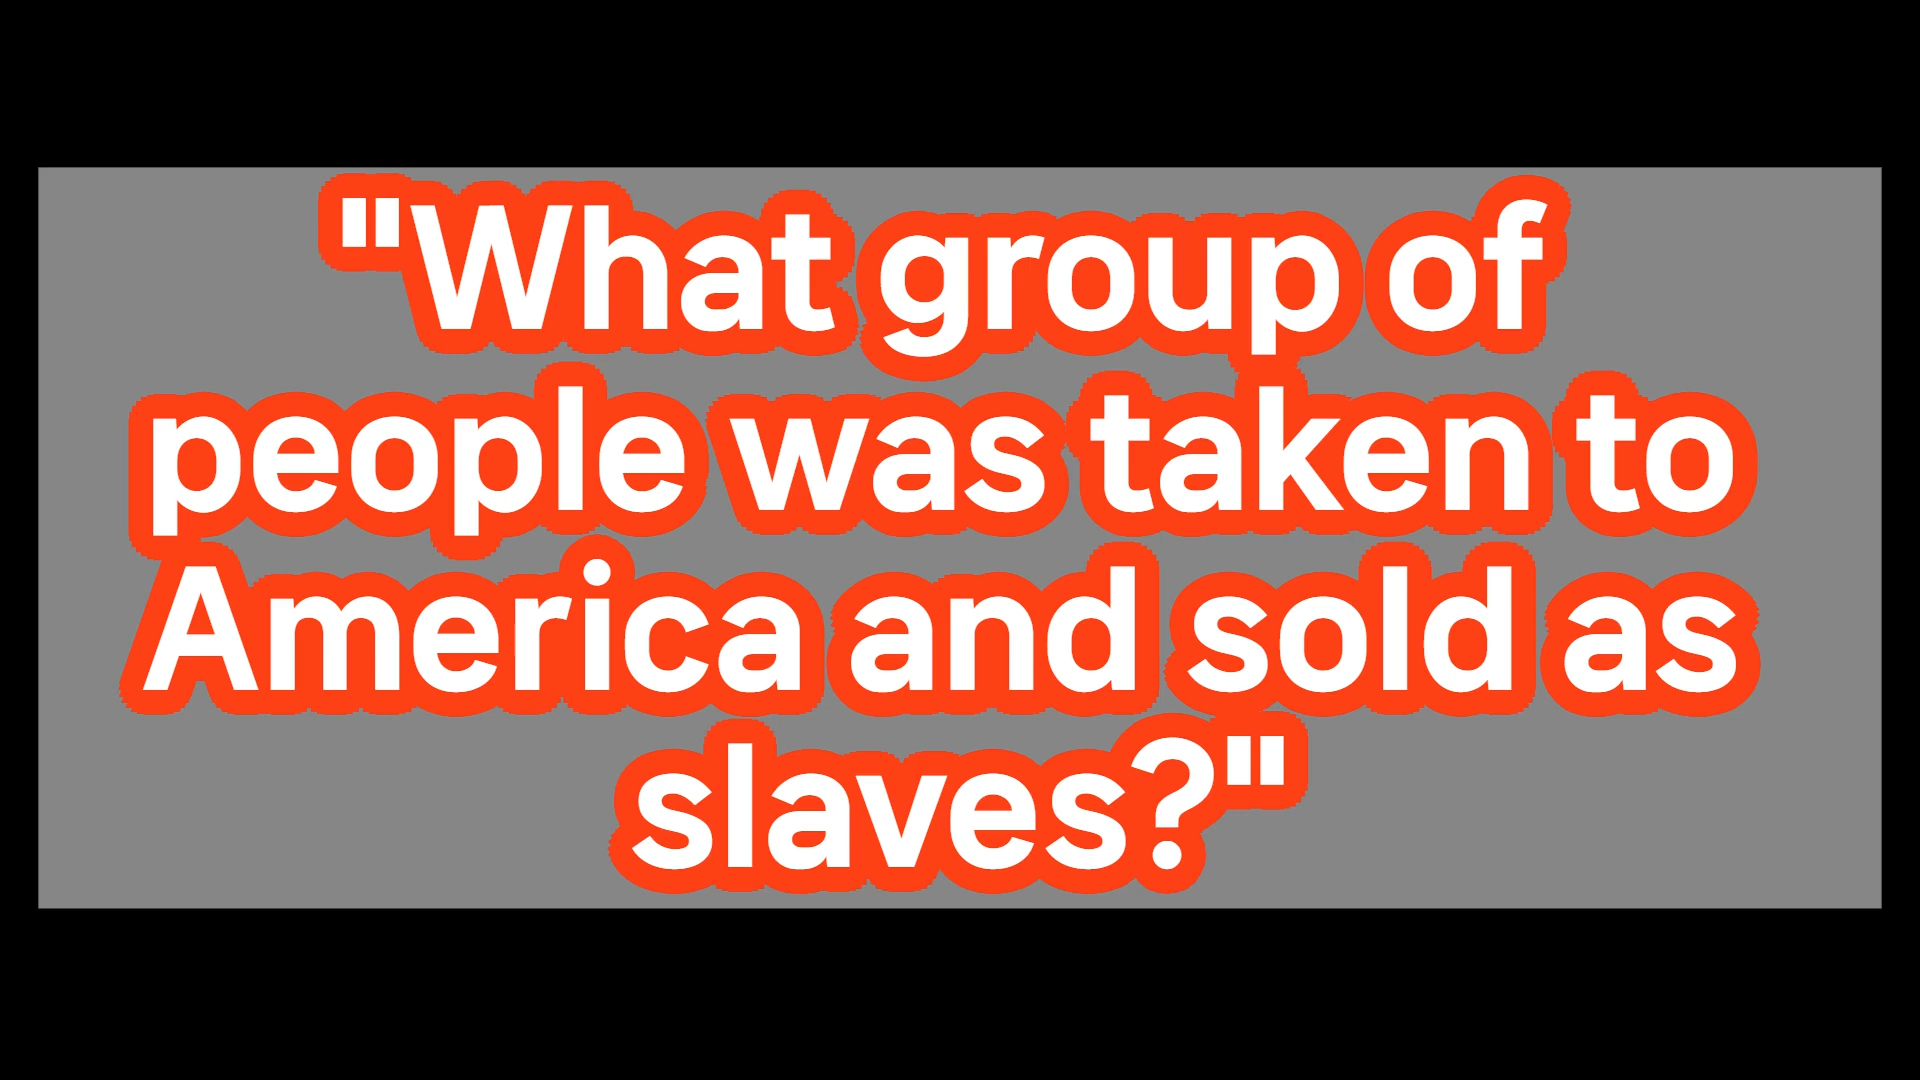 "What group of
people was taken to
America and sold as
slaves?"